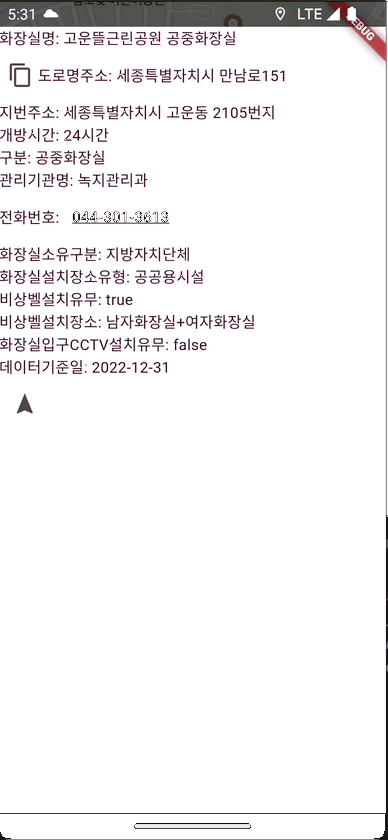 5:31 LTE
DEBUG
화장실명: 고운뜰근린공원 공중화장실
도로명주소: 세종특별자치시 만남로151
지번주소: 세종특별자치시 고운동 2105번지
개방시간: 24시간
구분: 공중화장실
관리기관명: 녹지관리과
전화번호: 044-301-3613
화장실소유구분: 지방자치단체
화장실설치장소유형: 공공용시설
비상벨설치유무: true
비상벨설치장소: 남자화장실+여자화장실
화장실입구CCTV설치유무: false
데이터기준일: 2022-12-31